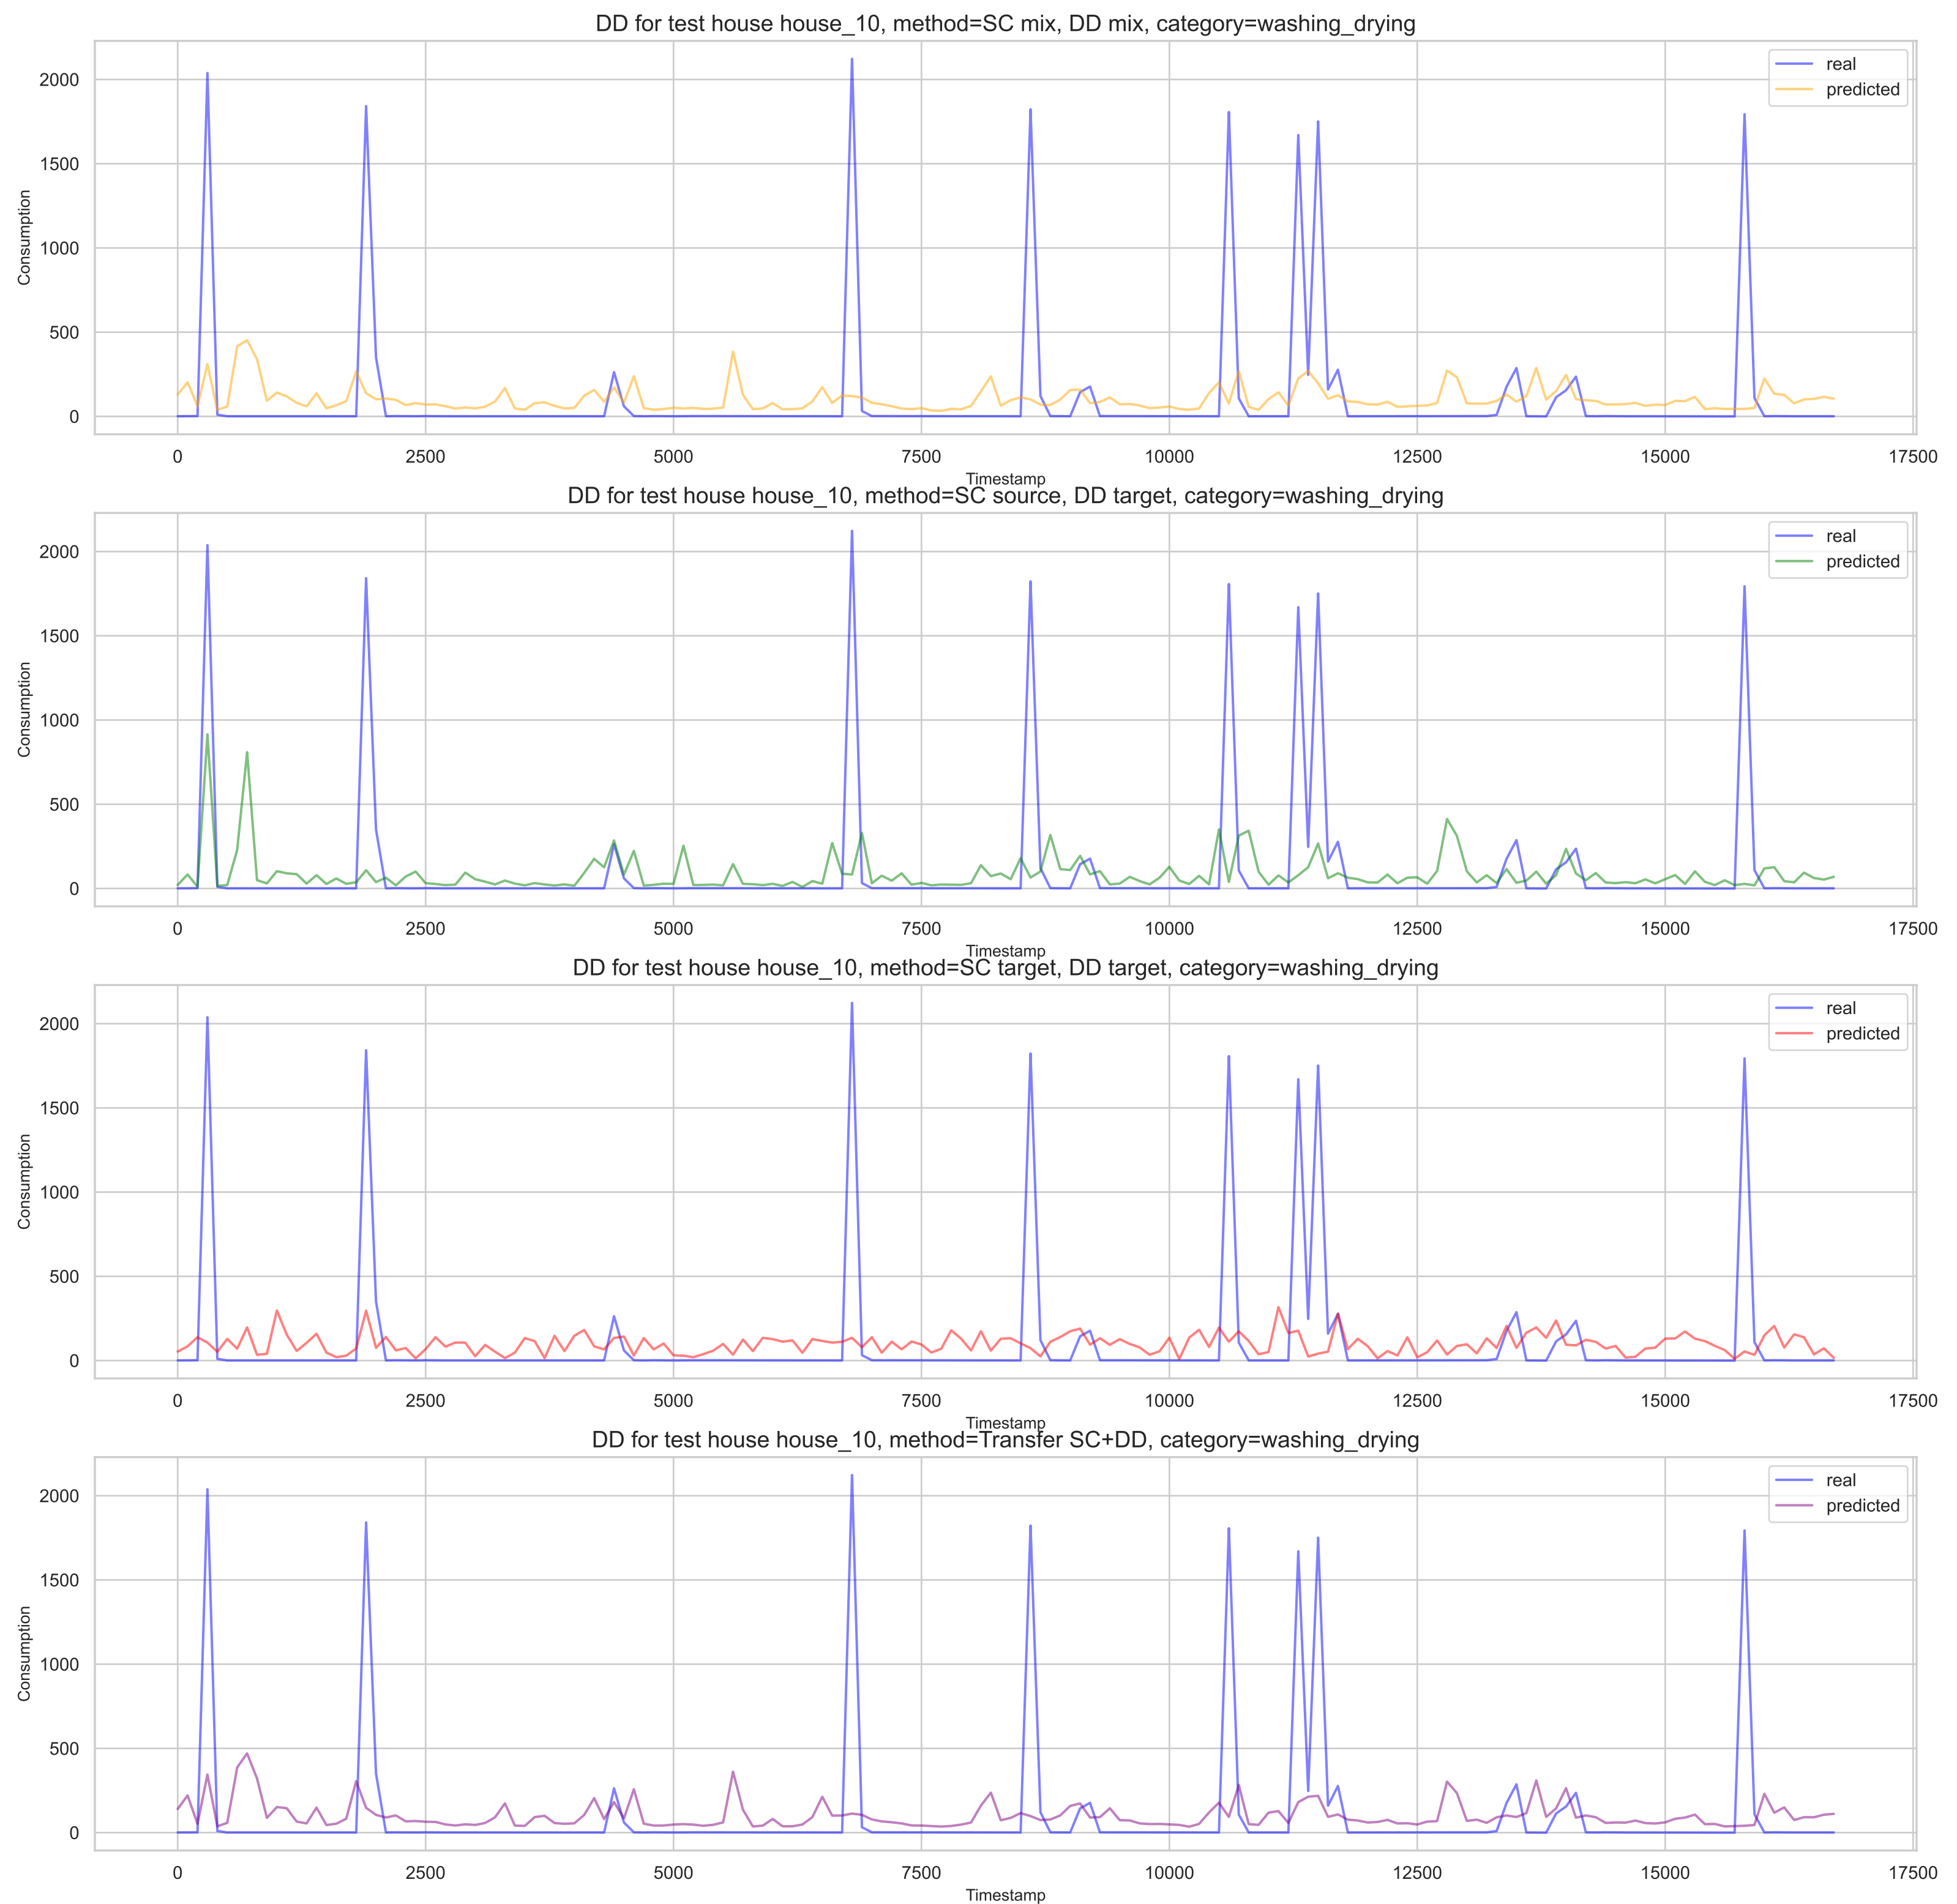 DD for test house house_10, method=SC mix, DD mix, category=washing_drying
real
predicted
2000
1500
1000
500
0
Consumption
0 2500 5000 7500 10000 12500 15000 17500
Timestamp
DD for test house house_10, method=SC source, DD target, category=washing_drying
real
predicted
2000
1500
1000
500
0
Consumption
0 2500 5000 7500 10000 12500 15000 17500
Timestamp
DD for test house house_10, method=SC target, DD target, category=washing_drying
real
predicted
2000
1500
1000
500
0
Consumption
0 2500 5000 7500 10000 12500 15000 17500
Timestamp
DD for test house house_10, method=Transfer SC+DD, category=washing_drying
real
predicted
2000
1500
1000
500
0
Consumption
0 2500 5000 7500 10000 12500 15000 17500
Timestamp